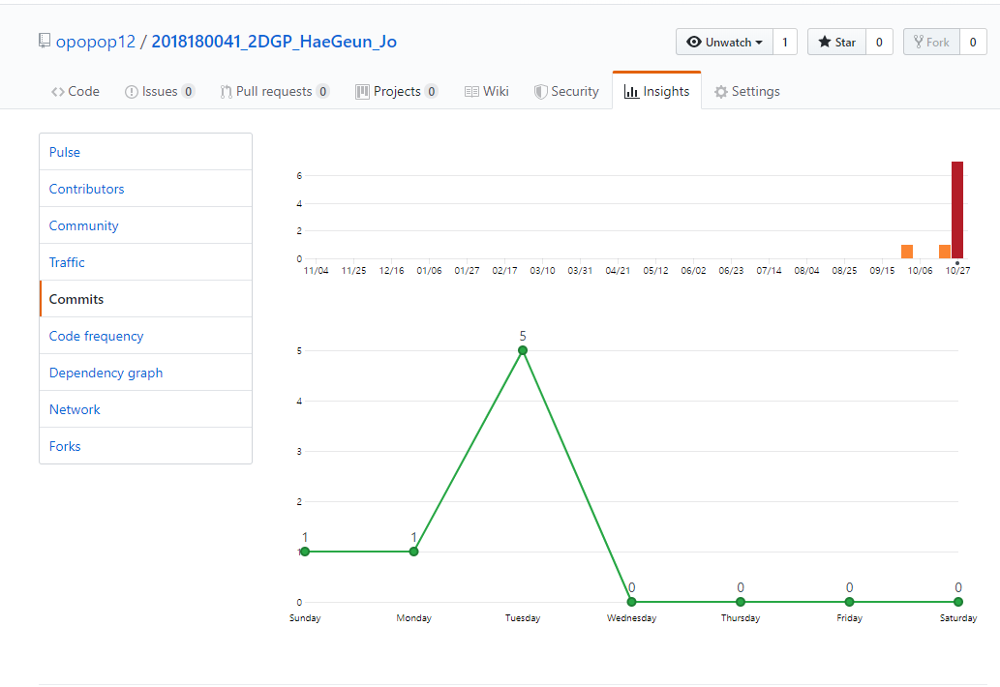 opopop12 / 2018180041_2DGP_HaeGeun_Jo
Unwatch 1 Star 0 Fork 0
Code Issues 0 Pull requests 0 Projects 0 Wiki Security Insights Settings
Pulse
Contributors
Community
Traffic
Commits
Code frequency
Dependency graph
Network
Forks
6
4
2
0
11/04 11/25 12/16 01/06 01/27 02/17 03/10 03/31 04/21 05/12 06/02 06/23 07/14 08/04 08/25 09/15 10/06 10/27
5
5
4
3
2
1 1
1
0 0 0 0
0
Sunday Monday Tuesday Wednesday Thursday Friday Saturday